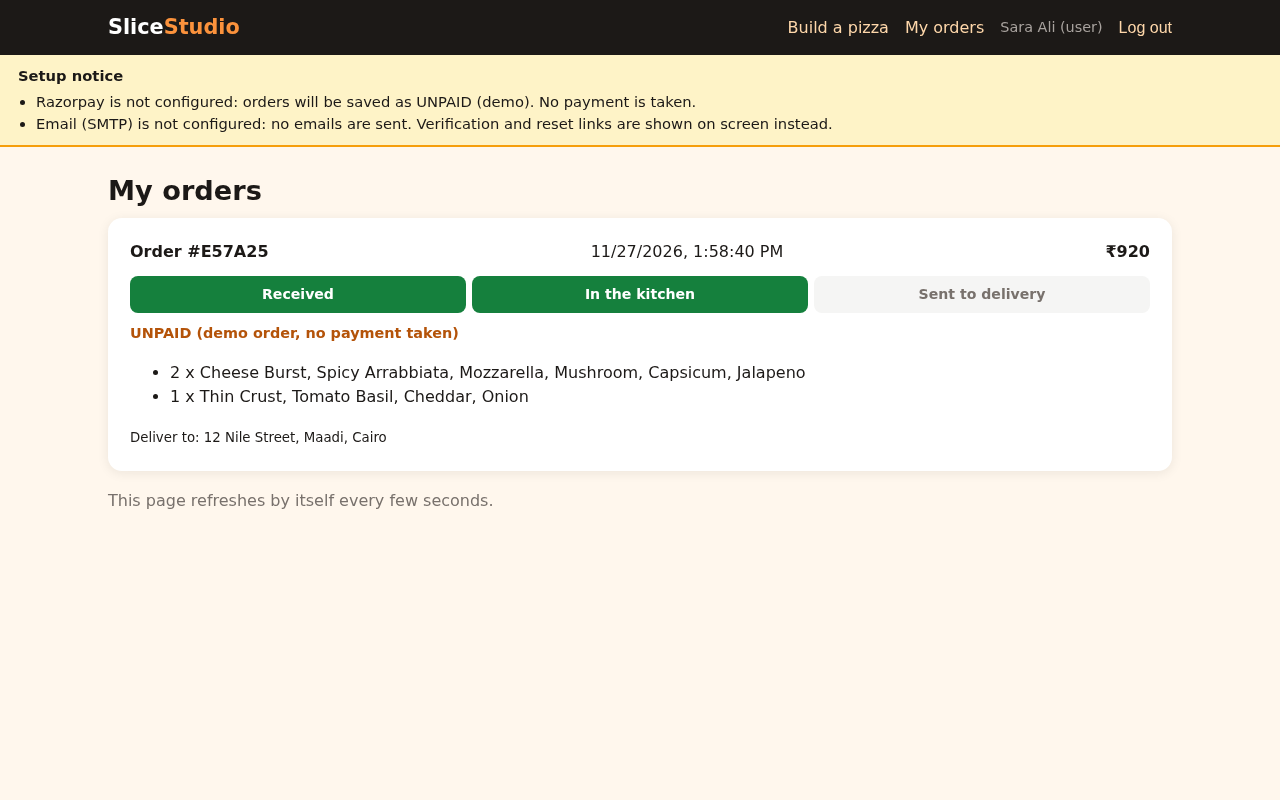 SliceStudio
Build a pizza My orders Sara Ali (user) Log out
Setup notice
• Razorpay is not configured: orders will be saved as UNPAID (demo). No payment is taken.
• Email (SMTP) is not configured: no emails are sent. Verification and reset links are shown on screen instead.
My orders
Order #E57A25 11/27/2026, 1:58:40 PM ₹920
Received In the kitchen Sent to delivery
UNPAID (demo order, no payment taken)
• 2 x Cheese Burst, Spicy Arrabbiata, Mozzarella, Mushroom, Capsicum, Jalapeno
• 1 x Thin Crust, Tomato Basil, Cheddar, Onion
Deliver to: 12 Nile Street, Maadi, Cairo
This page refreshes by itself every few seconds.